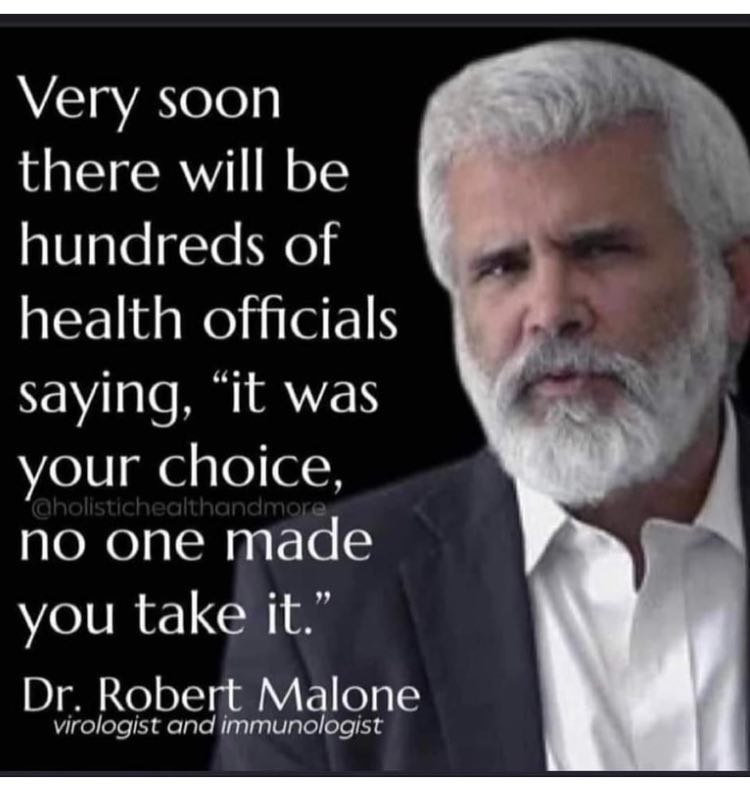 Very soon
there will be
hundreds of
health officials
saying, “it was
your choice,
@holistichealthandmore
no one made
you take it.”
Dr. Robert Malone
virologist and immunologist